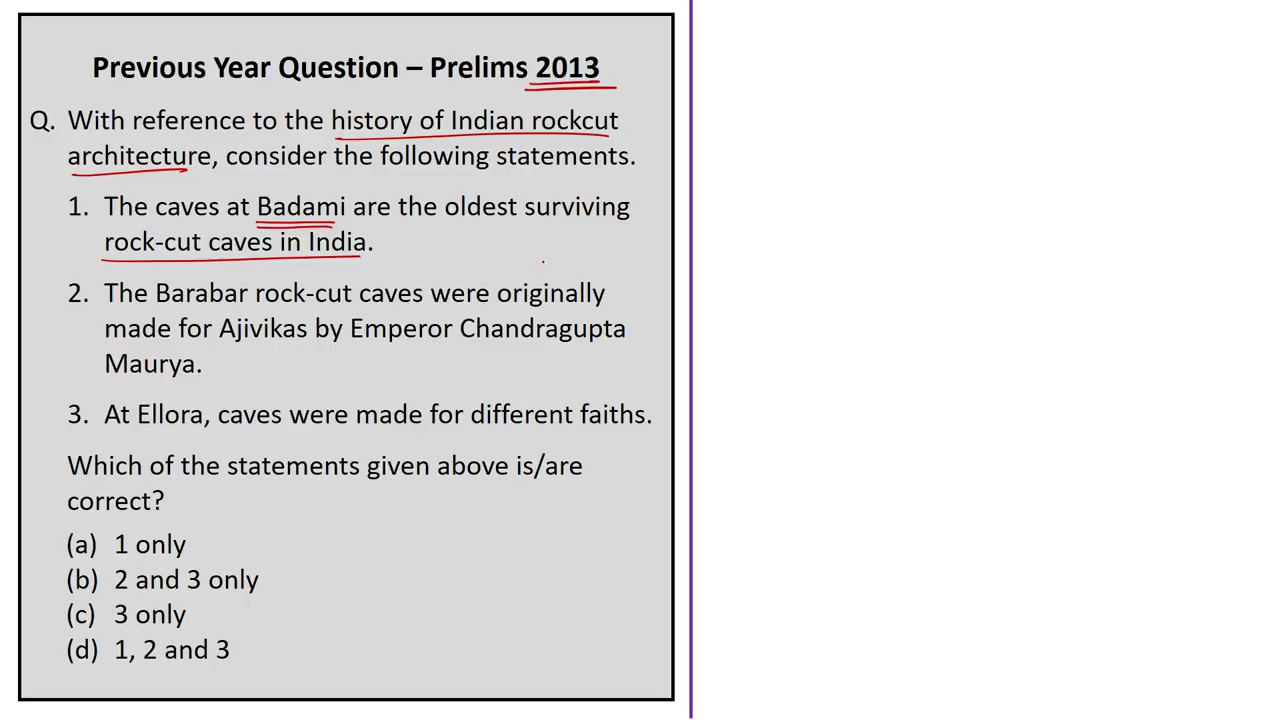 Previous Year Question – Prelims 2013
Q. With reference to the history of Indian rockcut
architecture, consider the following statements.
1. The caves at Badami are the oldest surviving
rock-cut caves in India.
2. The Barabar rock-cut caves were originally
made for Ajivikas by Emperor Chandragupta
Maurya.
3. At Ellora, caves were made for different faiths.
Which of the statements given above is/are
correct?
(a) 1 only
(b) 2 and 3 only
(c) 3 only
(d) 1, 2 and 3